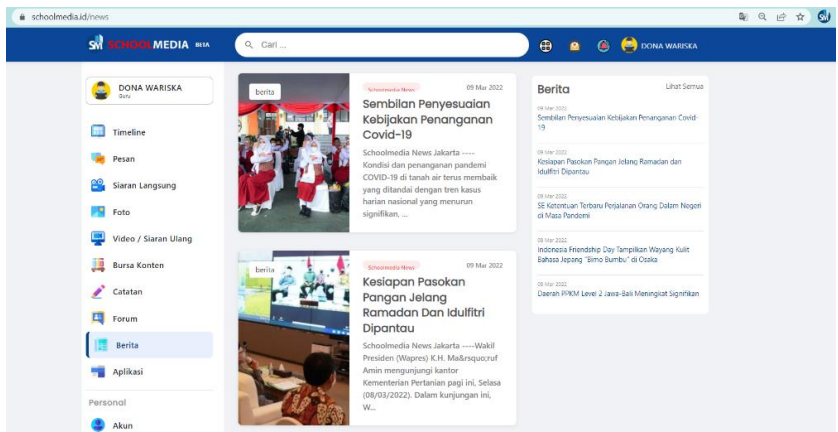 schoolmedia.id/news
SM SCHOOLMEDIA BETA
Cari ...
DONA WARISKA
DONA WARISKA
Guru
Timeline
Pesan
Siaran Langsung
Foto
Video / Siaran Ulang
Bursa Konten
Catatan
Forum
Berita
Aplikasi
Personal
Akun
berita
Schoolmedia News
09 Mar 2022
Sembilan Penyesuaian
Kebijakan Penanganan
Covid-19
Schoolmedia News Jakarta ----
Kondisi dan penanganan pandemi
COVID-19 di tanah air terus membaik
yang ditandai dengan tren kasus
harian nasional yang menurun
signifikan, ...
berita
Schoolmedia News
09 Mar 2022
Kesiapan Pasokan
Pangan Jelang
Ramadan Dan Idulfitri
Dipantau
Schoolmedia News Jakarta ----Wakil
Presiden (Wapres) K.H. Ma&rsquo;ruf
Amin mengunjungi kantor
Kementerian Pertanian pagi ini, Selasa
(08/03/2022). Dalam kunjungan ini,
W...
Berita
Lihat Semua
09 Mar 2022
Sembilan Penyesuaian Kebijakan Penanganan Covid-
19
09 Mar 2022
Kesiapan Pasokan Pangan Jelang Ramadan dan
Idulfitri Dipantau
09 Mar 2022
SE Ketentuan Terbaru Perjalanan Orang Dalam Negeri
di Masa Pandemi
08 Mar 2022
Indonesia Friendship Day Tampilkan Wayang Kulit
Bahasa Jepang "Bimo Bumbu" di Osaka
08 Mar 2022
Daerah PPKM Level 2 Jawa-Bali Meningkat Signifikan